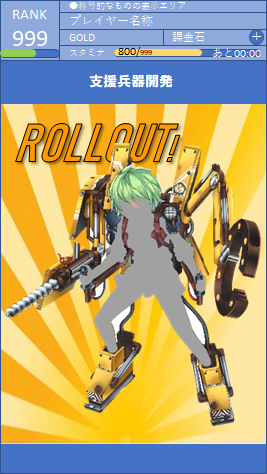 ●称号的なものの表示エリア
RANK
プレイヤー名称
999
GOLD
課金石
+
スタミナ
800/999
あと00:00
支援兵器開発
ROLLOUT!